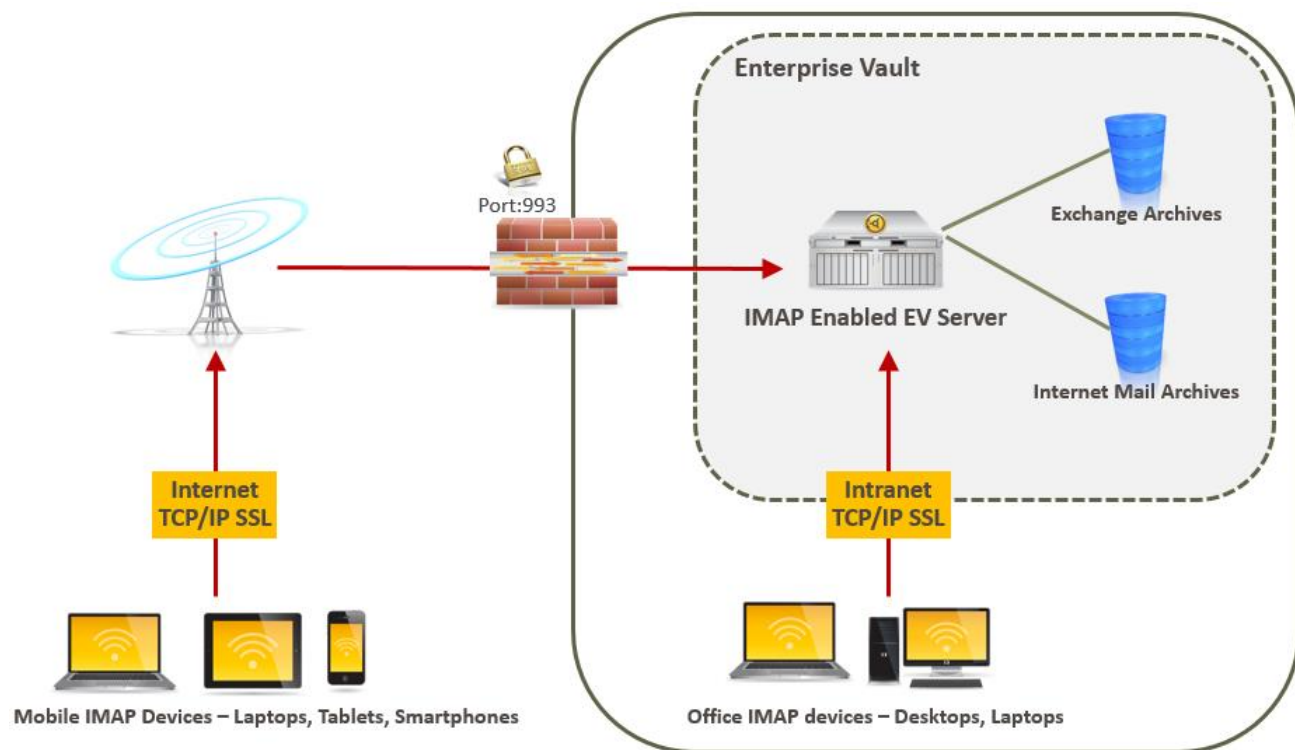 Enterprise Vault
Port:993
Exchange Archives
IMAP Enabled EV Server
Internet Mail Archives
Internet
TCP/IP SSL
Intranet
TCP/IP SSL
Mobile IMAP Devices – Laptops, Tablets, Smartphones
Office IMAP devices – Desktops, Laptops